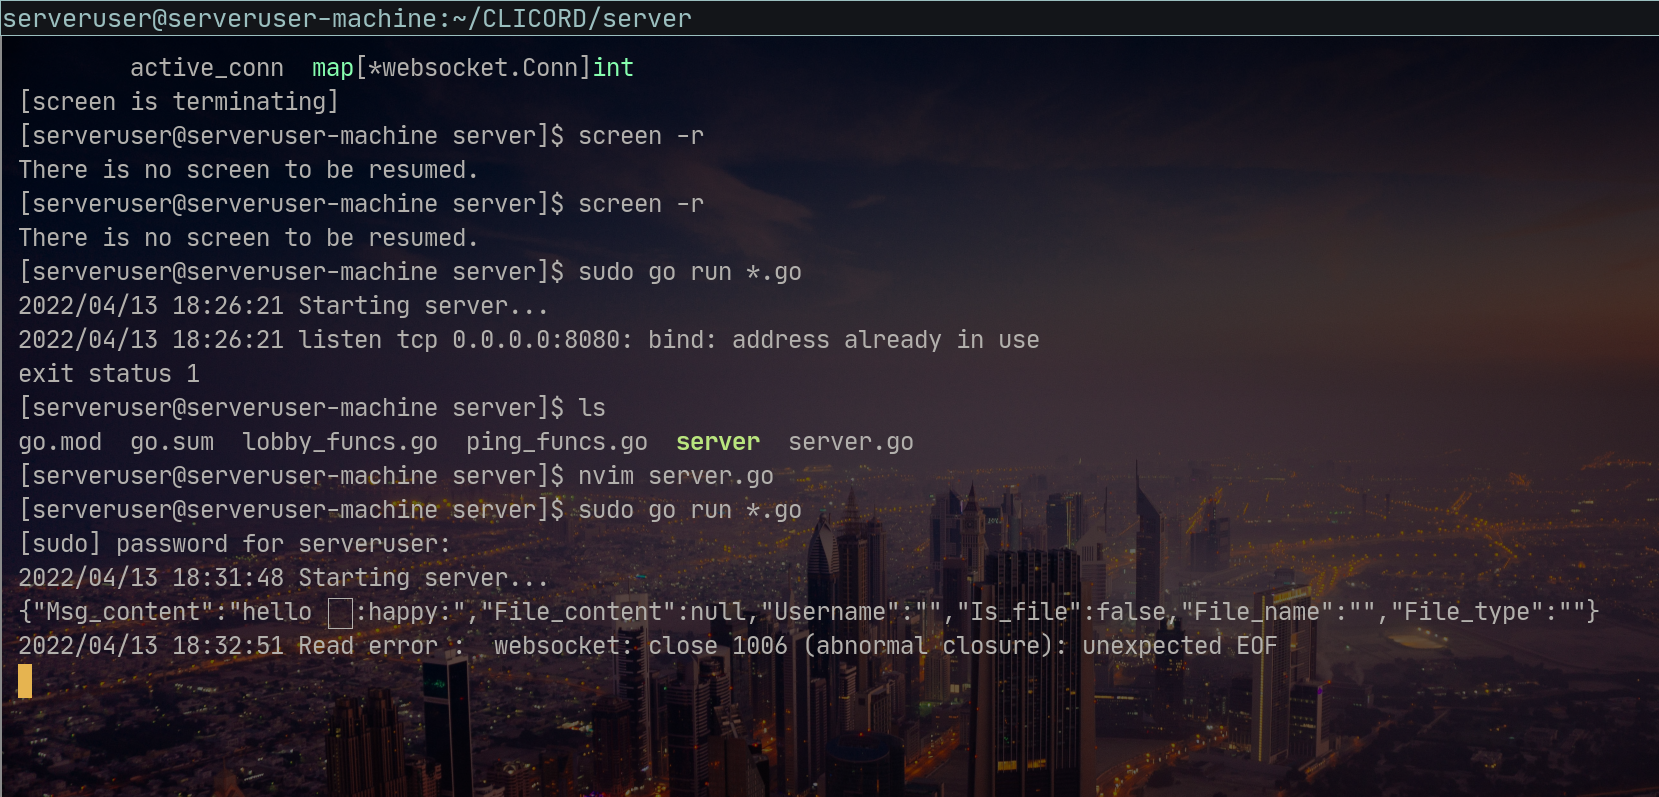 serveruser@serveruser-machine:~/CLICORD/server
active_conn  map[*websocket.Conn]int
[screen is terminating]
[serveruser@serveruser-machine server]$ screen -r
There is no screen to be resumed.
[serveruser@serveruser-machine server]$ screen -r
There is no screen to be resumed.
[serveruser@serveruser-machine server]$ sudo go run *.go
2022/04/13 18:26:21 Starting server...
2022/04/13 18:26:21 listen tcp 0.0.0.0:8080: bind: address already in use
exit status 1
[serveruser@serveruser-machine server]$ ls
go.mod  go.sum  lobby_funcs.go  ping_funcs.go  server  server.go
[serveruser@serveruser-machine server]$ nvim server.go
[serveruser@serveruser-machine server]$ sudo go run *.go
[sudo] password for serveruser:
2022/04/13 18:31:48 Starting server...
{"Msg_content":"hello :happy:","File_content":null,"Username":"","Is_file":false,"File_name":"","File_type":""}
2022/04/13 18:32:51 Read error :  websocket: close 1006 (abnormal closure): unexpected EOF